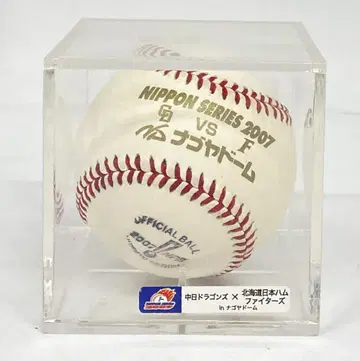 NIPPON SERIES 2007
VS F
ナゴヤドーム
OFFICIAL BALL
2007
中日ドラゴンズ × 北海道日本ハム
ファイターズ
in ナゴヤドーム